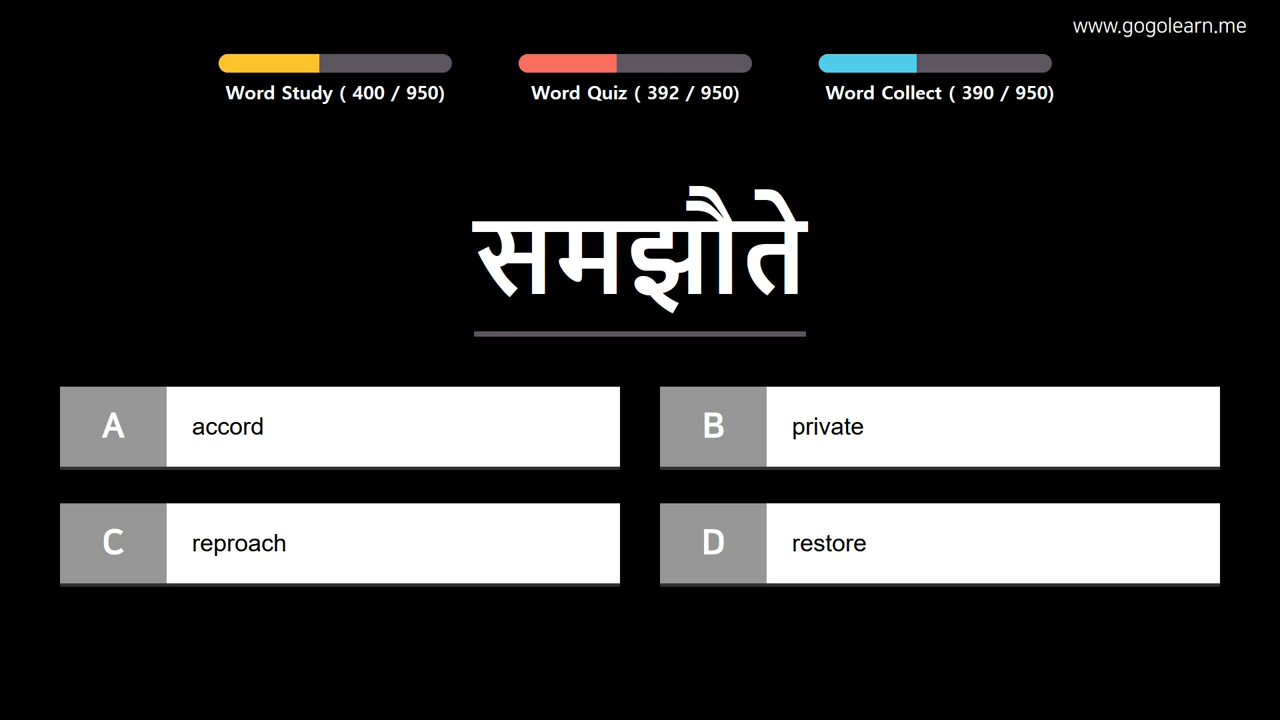 www.gogolearn.me
Word Study ( 400 / 950)
Word Quiz ( 392 / 950)
Word Collect ( 390 / 950)
समझौते
A accord
B private
C reproach
D restore